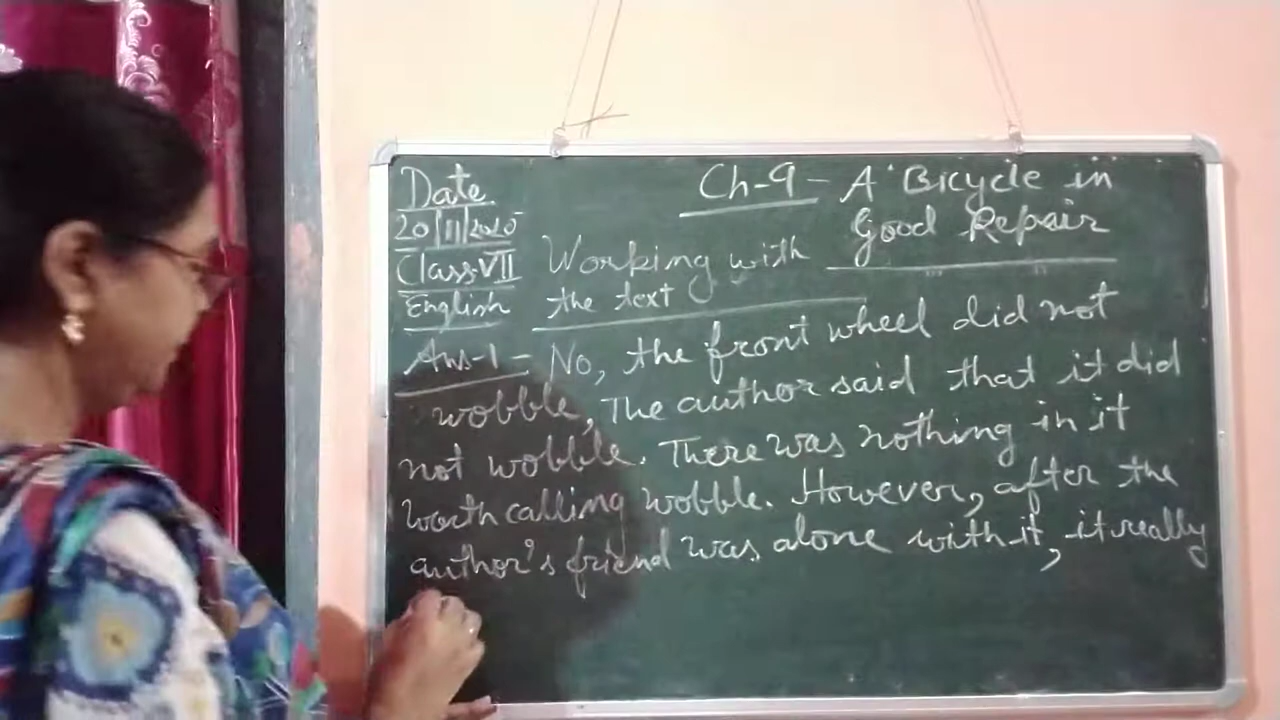 Date
20/11/2020
Class-VII
English
Ch-9 - A Bicycle in
Good Repair
Working with
the text
Ans-1 - No, the front wheel did not
wobble, The author said that it did
not wobble. There was nothing in it
worth calling wobble. However, after the
author's friend was alone with it, it really